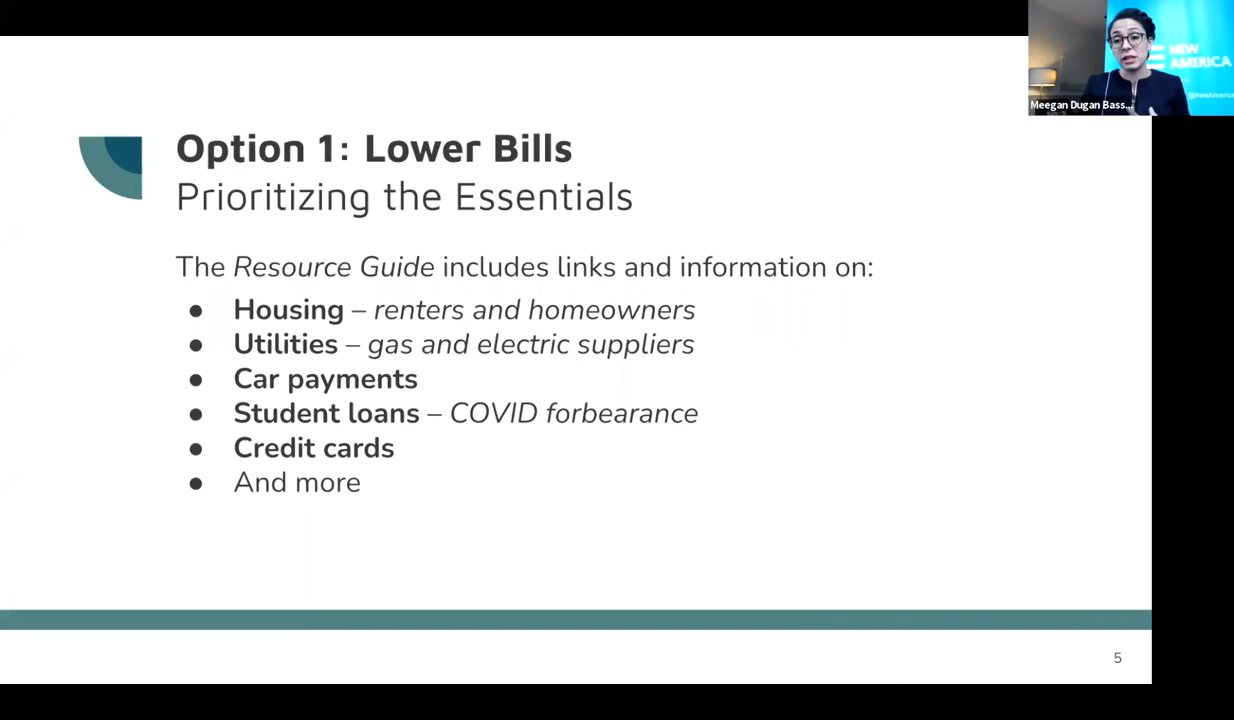 NEW
AMERICA
@NewAmerica
Meegan Dugan Bass...
Option 1: Lower Bills
Prioritizing the Essentials
The Resource Guide includes links and information on:
● Housing – renters and homeowners
● Utilities – gas and electric suppliers
● Car payments
● Student loans – COVID forbearance
● Credit cards
● And more
5